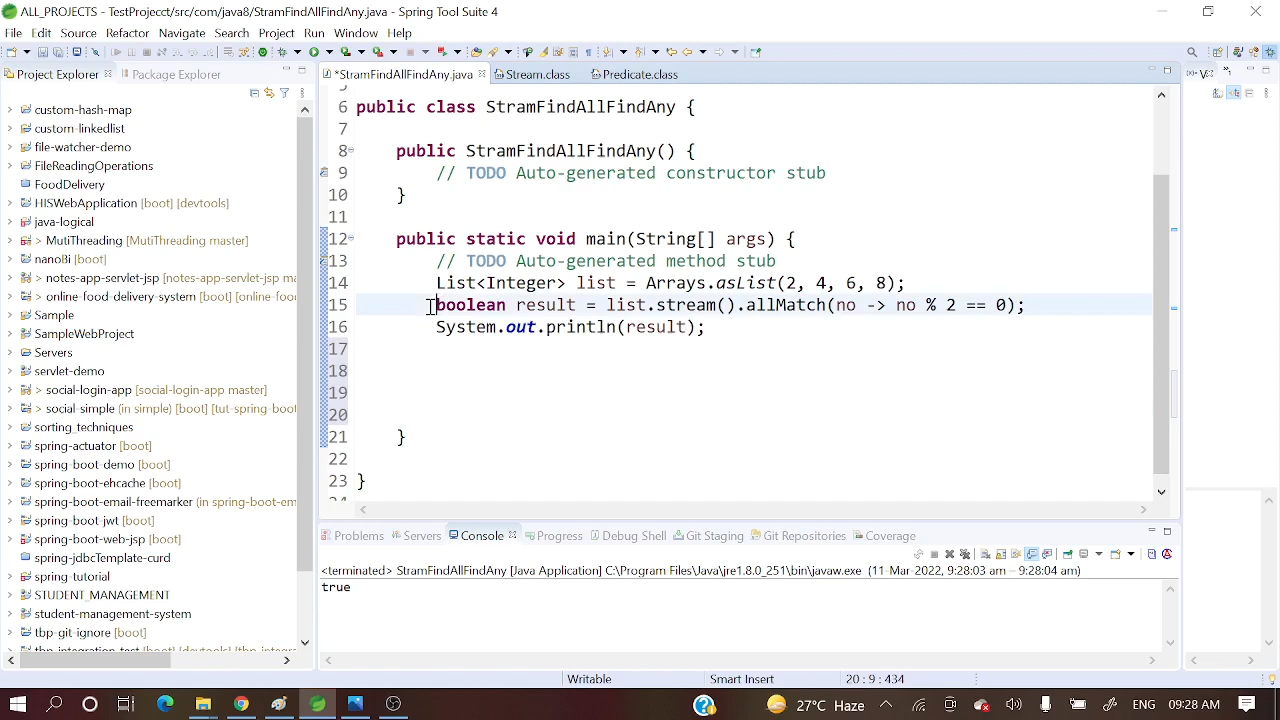 ALL_PROJECTS - TestProjecct/src/com/java8/StramFindAllFindAny.java - Spring Tool Suite 4
File Edit Source Refactor Navigate Search Project Run Window Help
Project Explorer
Package Explorer
custom-hash-map
custom-linkedlist
file-watcher-demo
FileReadingOperations
FoodDelivery
HISWebApplication [boot] [devtools]
java-logical
> MutiThreading [MutiThreading master]
nanoBi [boot]
> notes-app-servlet-jsp [notes-app-servlet-jsp
> online-food-delivery-system [online-food-
Sample
SampleWebProject
Servers
servlet-demo
> social-login-app [social-login-app master]
> social-simple (in simple) [boot] [tut-spring-boot
sorting_techniques
spring-actuator [boot]
spring-boot-demo [boot]
spring-boot-ehcache [boot]
spring-boot-email-freemarker (in spring-boot-em
spring-boot-jwt [boot]
spring-boot-web-jsp [boot]
spring-jdbcTemplate-curd
spring-tutorial
STUDENT_MANAGEMENT
student-management-system
tbp-git-ignore [boot]
tbp_integration_test [boot] [devtools] [tbp_integ
*StramFindAllFindAny.java
Stream.class
Predicate.class
5
6 public class StramFindAllFindAny {
7
8 public StramFindAllFindAny() {
9 // TODO Auto-generated constructor stub
10 }
11
12 public static void main(String[] args) {
13 // TODO Auto-generated method stub
14 List<Integer> list = Arrays.asList(2, 4, 6, 8);
15 boolean result = list.stream().allMatch(no -> no % 2 == 0);
16 System.out.println(result);
17
18
19
20
21 }
22
23 }
24
Problems Servers Console Progress Debug Shell Git Staging Git Repositories Coverage
<terminated> StramFindAllFindAny [Java Application] C:\Program Files\Java\jre1.8.0_251\bin\javaw.exe (11-Mar-2022, 9:28:03 am – 9:28:04 am)
true
Writable
Smart Insert
20 : 9 : 434
27°C Haze
09:28 AM